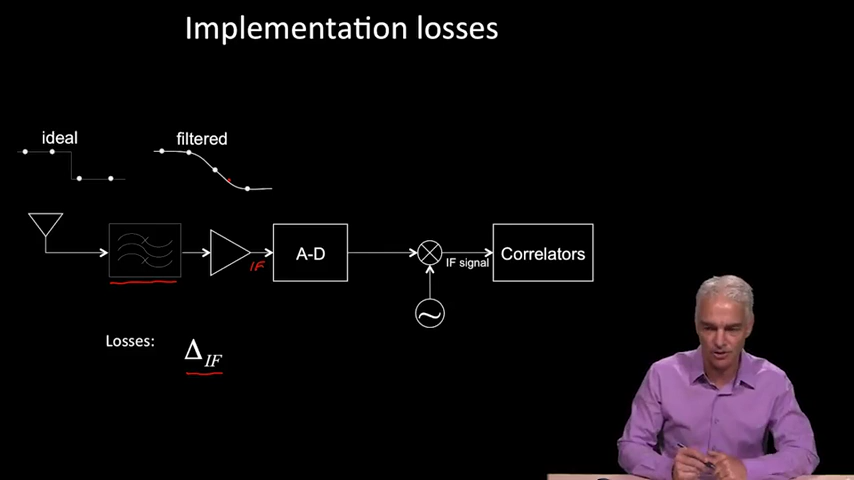 Implementation losses
ideal
filtered
IF
A-D
IF signal
Correlators
Losses:
Δ_IF